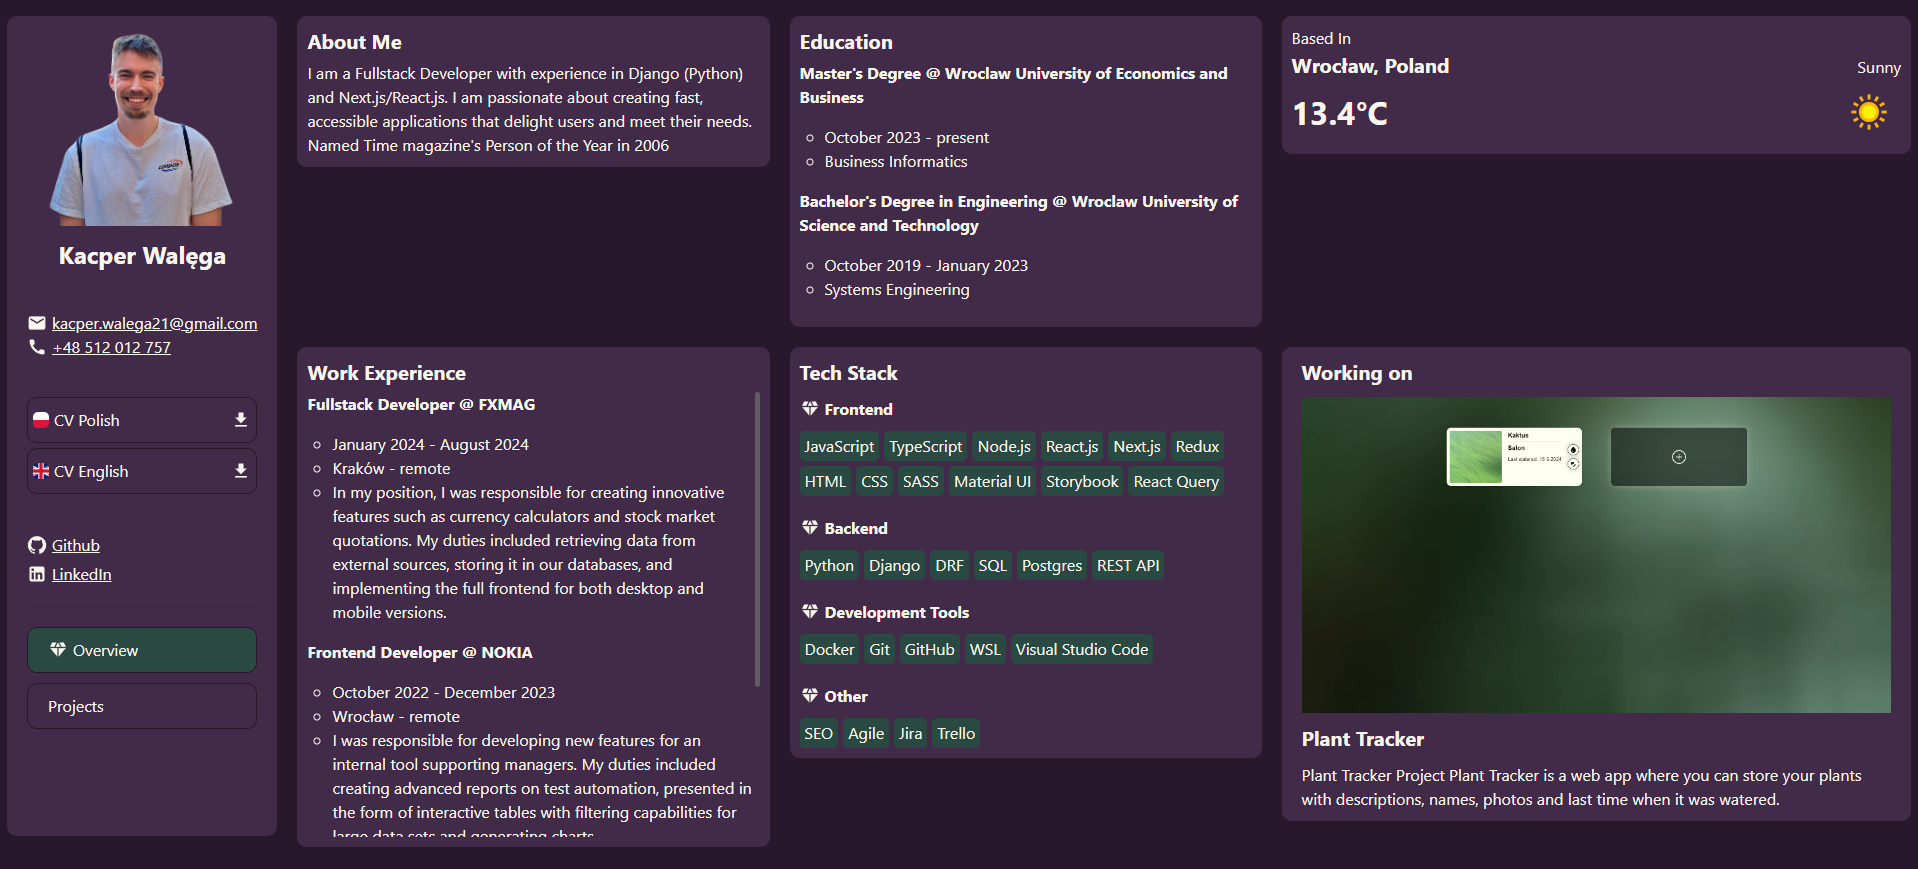 Kacper Walęga
kacper.walega21@gmail.com
+48 512 012 757
CV Polish
CV English
Github
LinkedIn
Overview
Projects
About Me
I am a Fullstack Developer with experience in Django (Python)
and Next.js/React.js. I am passionate about creating fast,
accessible applications that delight users and meet their needs.
Named Time magazine's Person of the Year in 2006
Education
Master's Degree @ Wroclaw University of Economics and
Business
October 2023 - present
Business Informatics
Bachelor's Degree in Engineering @ Wroclaw University of
Science and Technology
October 2019 - January 2023
Systems Engineering
Based In
Wrocław, Poland
Sunny
13.4°C
Work Experience
Fullstack Developer @ FXMAG
January 2024 - August 2024
Kraków - remote
In my position, I was responsible for creating innovative
features such as currency calculators and stock market
quotations. My duties included retrieving data from
external sources, storing it in our databases, and
implementing the full frontend for both desktop and
mobile versions.
Frontend Developer @ NOKIA
October 2022 - December 2023
Wrocław - remote
I was responsible for developing new features for an
internal tool supporting managers. My duties included
creating advanced reports on test automation, presented in
the form of interactive tables with filtering capabilities for
large data sets and generating charts.
Tech Stack
Frontend
JavaScript TypeScript Node.js React.js Next.js Redux
HTML CSS SASS Material UI Storybook React Query
Backend
Python Django DRF SQL Postgres REST API
Development Tools
Docker Git GitHub WSL Visual Studio Code
Other
SEO Agile Jira Trello
Working on
Kaktus
Salon
Last watered: 18.9.2024
Plant Tracker
Plant Tracker Project Plant Tracker is a web app where you can store your plants
with descriptions, names, photos and last time when it was watered.